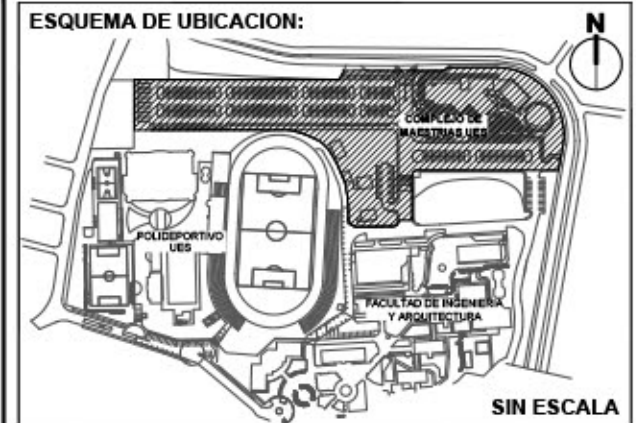 ESQUEMA DE UBICACION:
N
COMPLEJO DE
MAESTRIAS UES
POLIDEPORTIVO
UES
FACULTAD DE INGENIERIA
Y ARQUITECTURA
SIN ESCALA